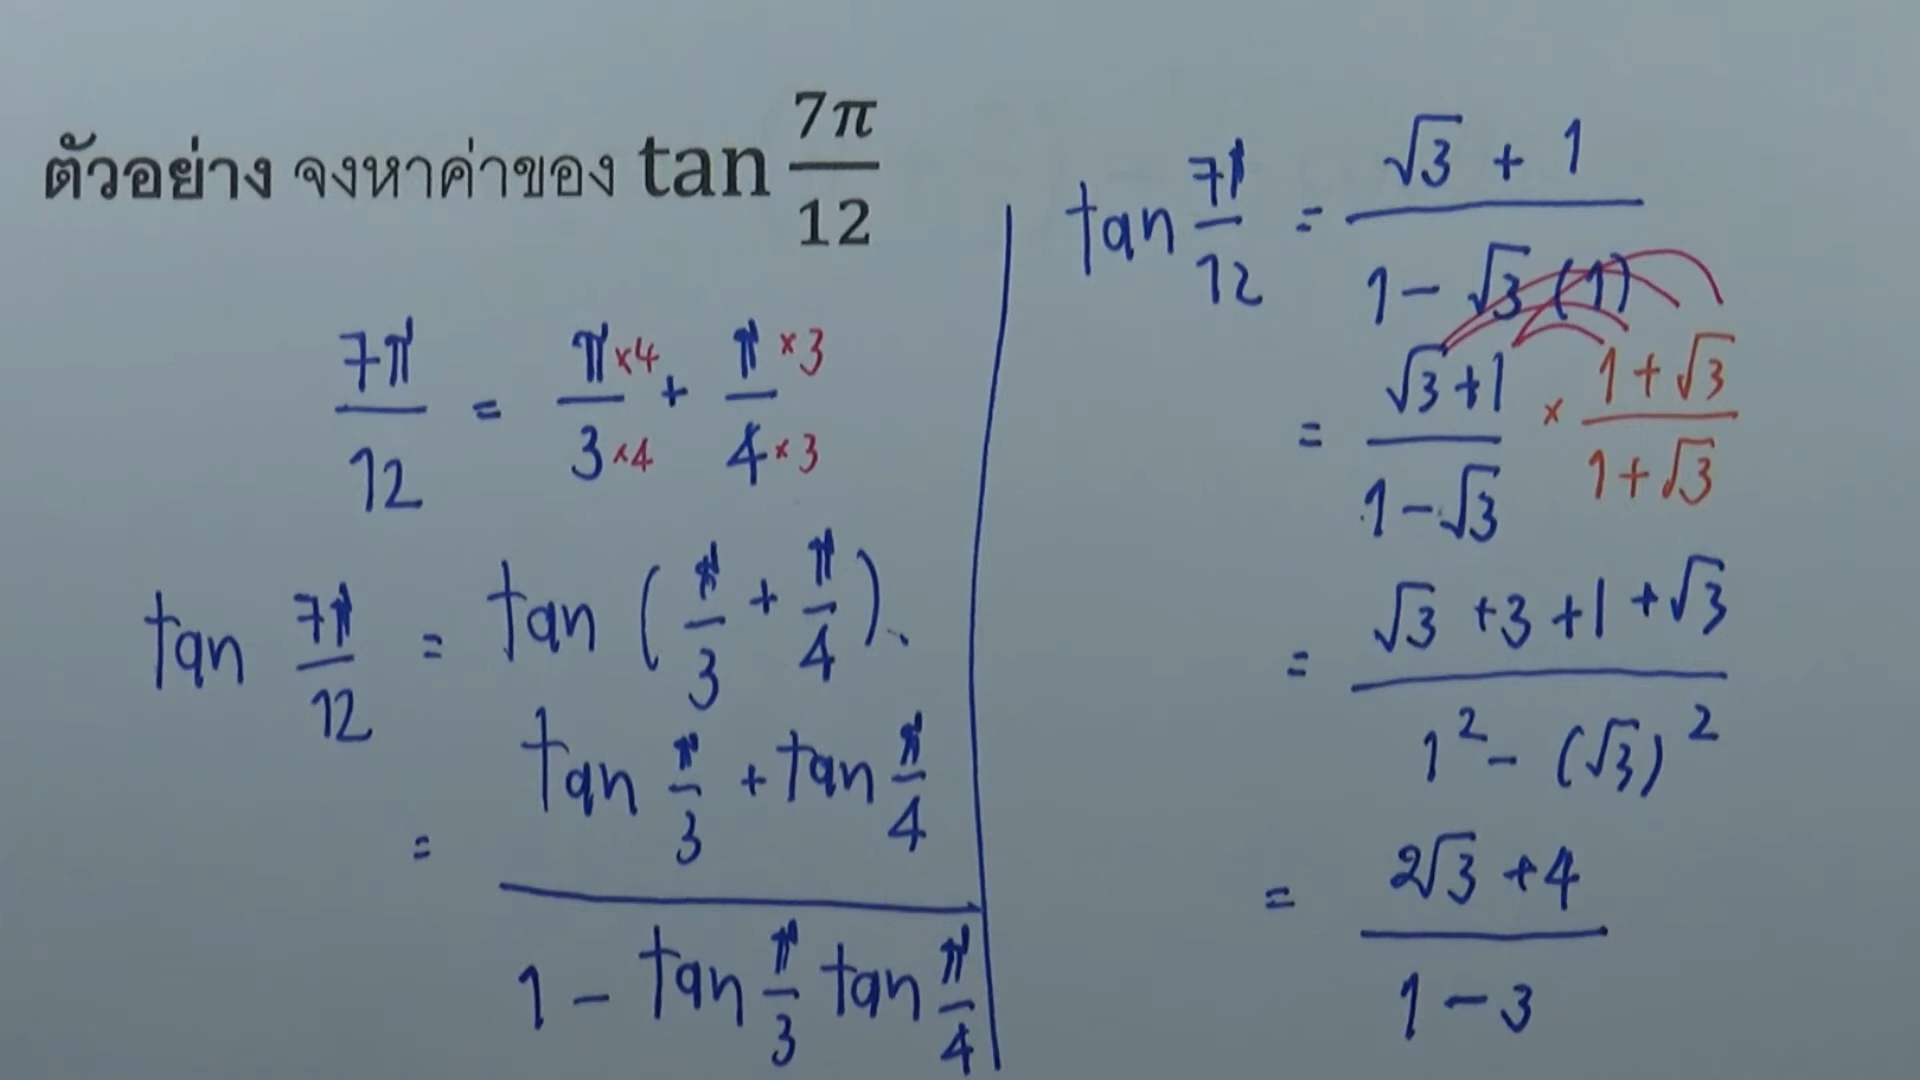 ตัวอย่าง จงหาค่าของ tan 7π/12
7π/12 = π×4/3×4 + π×3/4×3
tan 7π/12 = tan (π/3 + π/4)
= (tan π/3 + tan π/4)/(1 - tan π/3 tan π/4)
tan 7π/12 = (√3 + 1)/(1 - √3 (1))
= (√3+1)/(1-√3) × (1+√3)/(1+√3)
= (√3 +3 +1 +√3)/(1² - (√3)²)
= (2√3 +4)/(1 - 3)